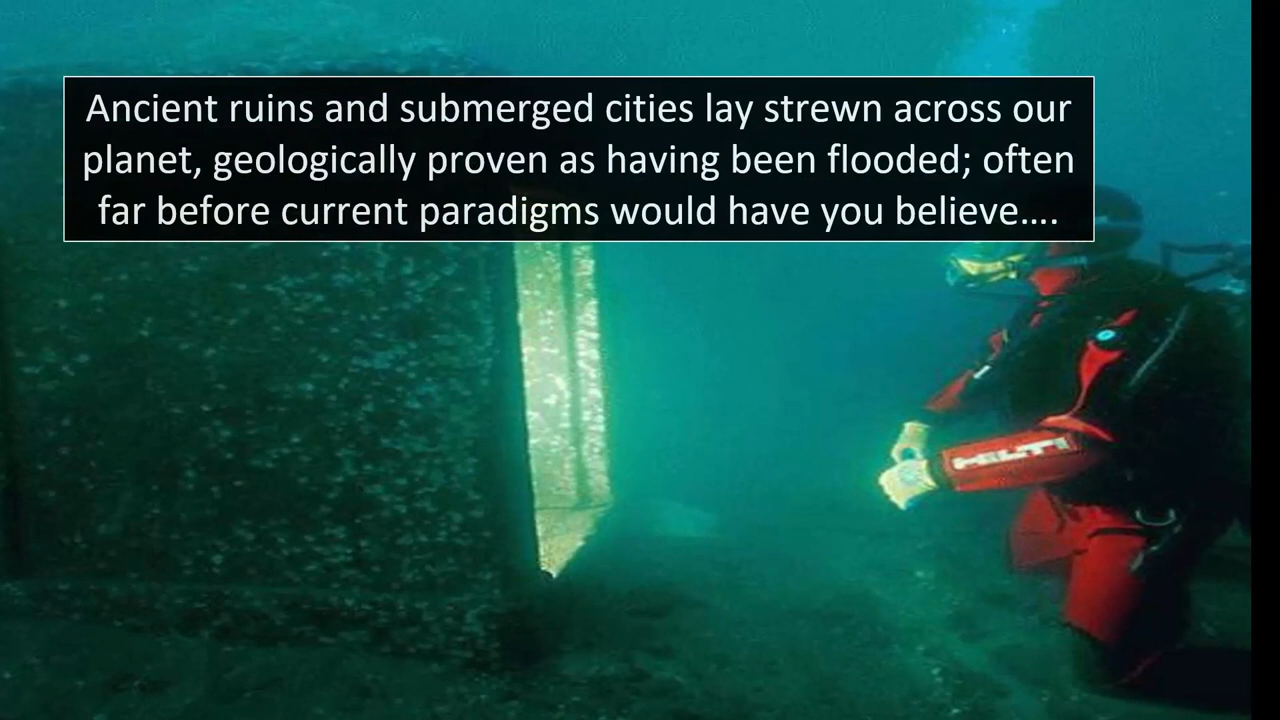 Ancient ruins and submerged cities lay strewn across our
planet, geologically proven as having been flooded; often
far before current paradigms would have you believe….
HILTI